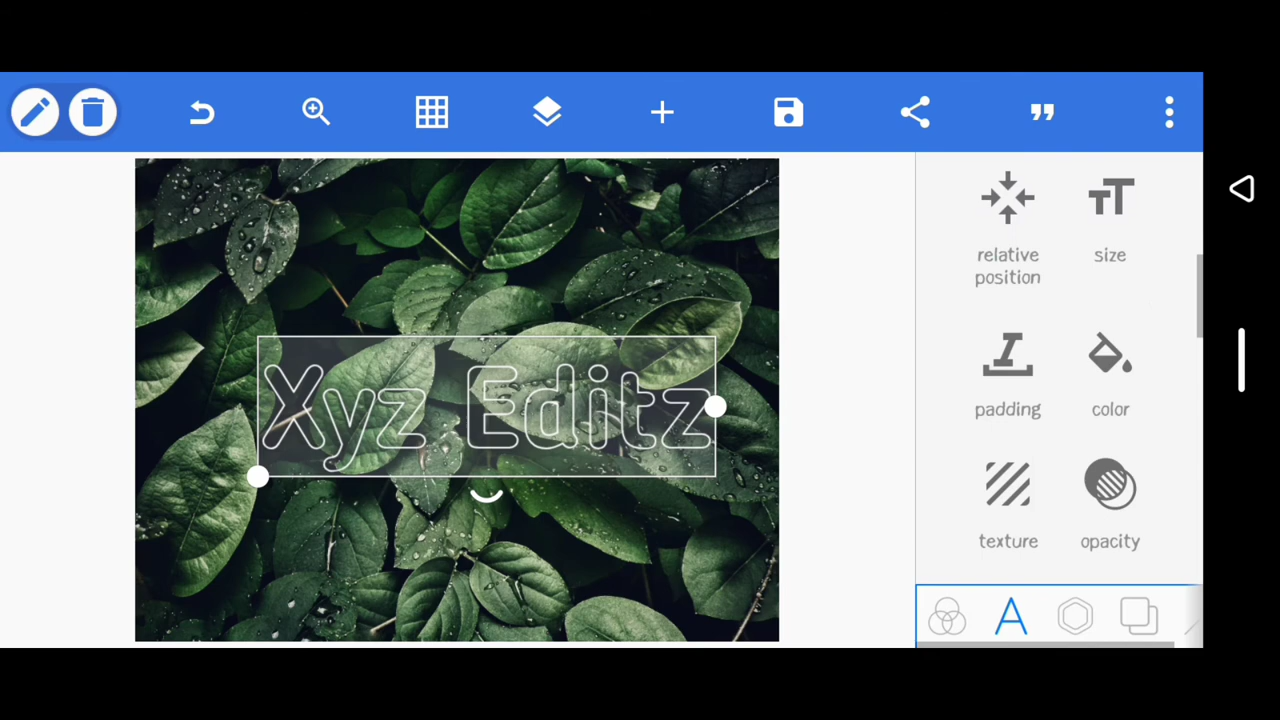 relative position
size
Xyz Editz
padding
color
texture
opacity